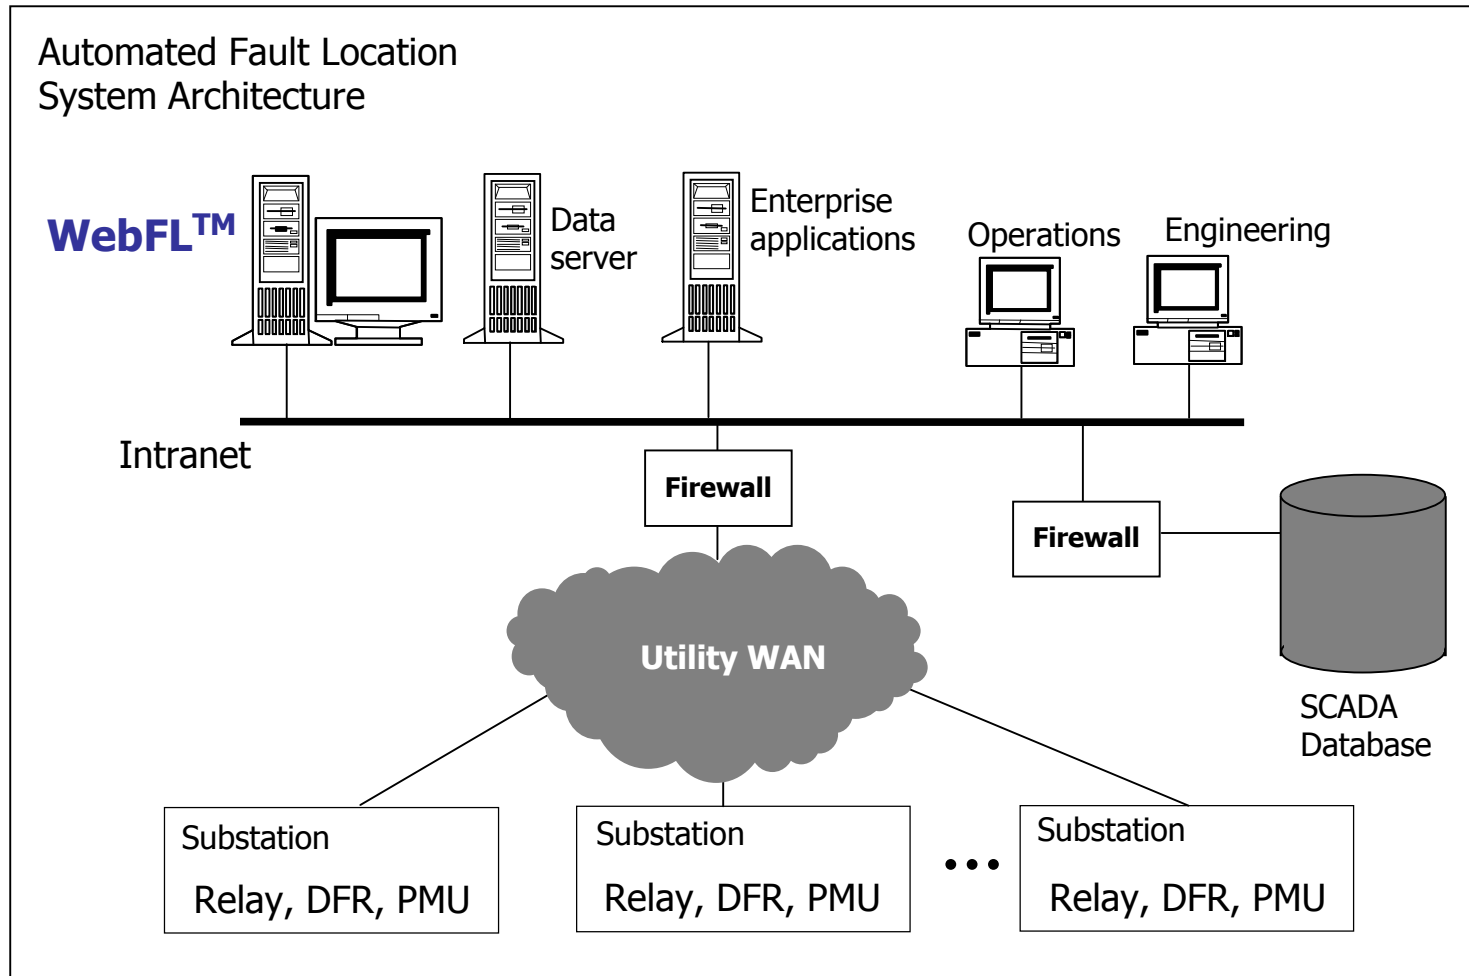 Automated Fault Location
System Architecture
WebFL™
Data
server
Enterprise
applications
Operations
Engineering
Intranet
Firewall
Firewall
Utility WAN
SCADA
Database
Substation
Relay, DFR, PMU
Substation
Relay, DFR, PMU
•••
Substation
Relay, DFR, PMU